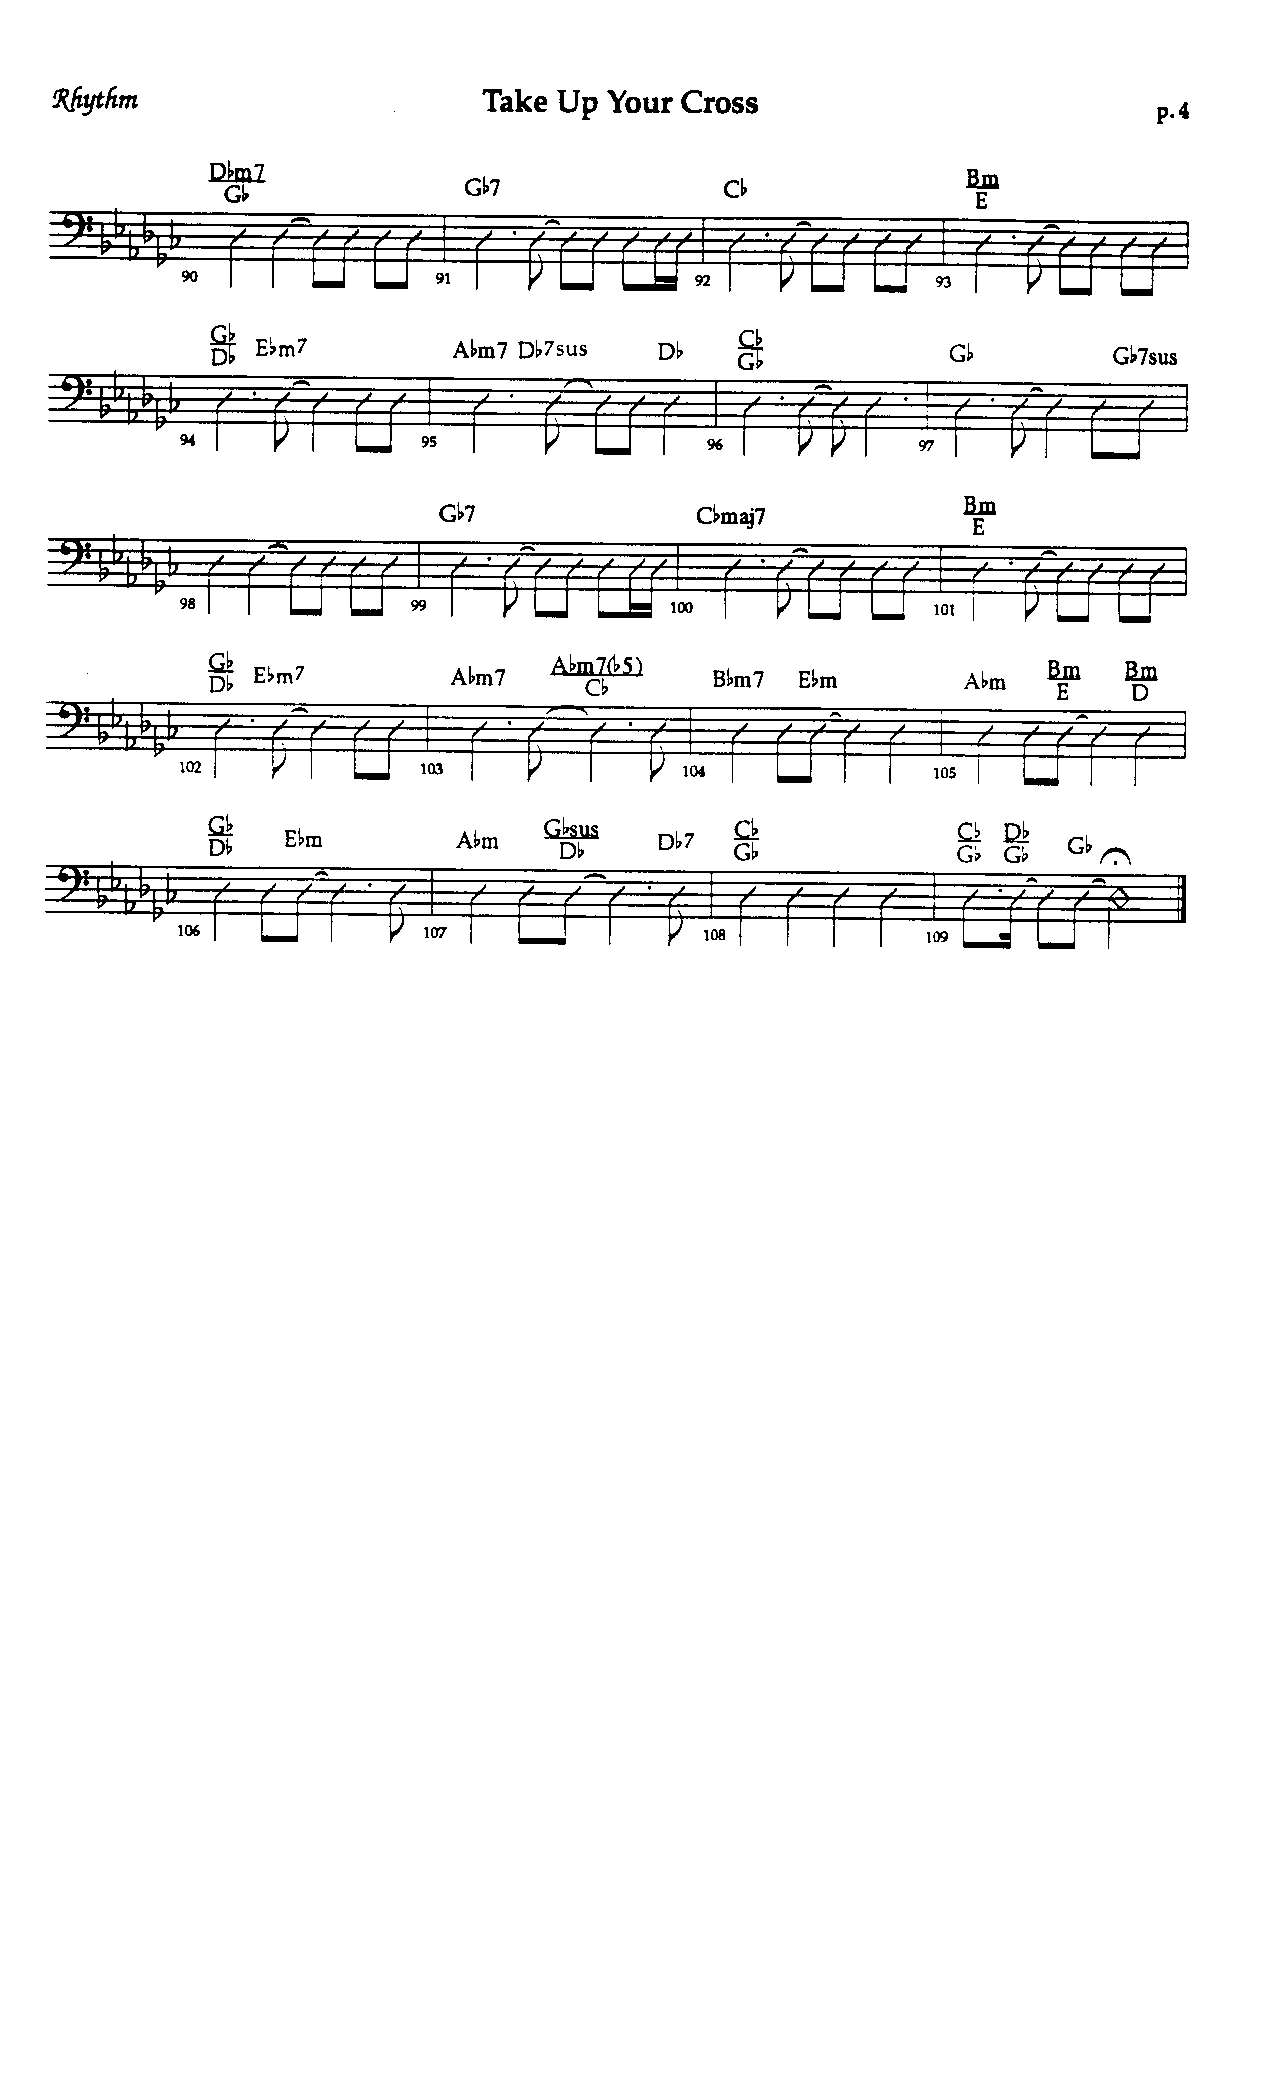 Rhythm Take Up Your Cross p.4
D♭m7 G♭7 C♭ Bm
G♭ E
90 91 92 93
G♭ E♭m7 A♭m7 D♭7sus D♭ C♭ G♭ G♭7sus
D♭ G♭
94 95 96 97
G♭7 C♭maj7 Bm
E
98 99 100 101
G♭ E♭m7 A♭m7 A♭m7(♭5) B♭m7 E♭m A♭m Bm Bm
D♭ C♭ E D
102 103 104 105
G♭ E♭m A♭m G♭sus D♭7 C♭ C♭ D♭ G♭
D♭ D♭ G♭ G♭ G♭
106 107 108 109